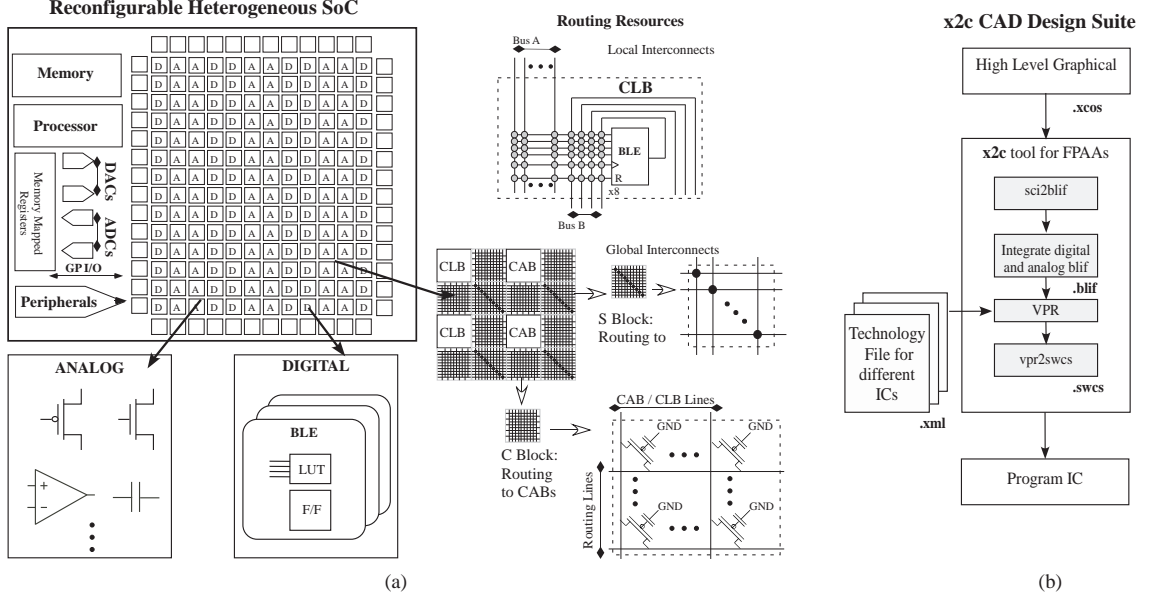 Reconfigurable Heterogeneous SoC
Memory
Processor
Memory Mapped
Registers
DACs
ADCs
GPI/O
Peripherals
ANALOG
+
−
DIGITAL
BLE
LUT
F/F
Routing Resources
Bus A
Local Interconnects
CLB
BLE
R
x8
Bus B
Global Interconnects
CLB
CAB
CLB
CAB
S Block:
Routing to
C Block:
Routing
to CABs
CAB / CLB Lines
GND
GND
GND
GND
Routing Lines
(a)
x2c CAD Design Suite
High Level Graphical
.xcos
x2c tool for FPAAs
sci2blif
Integrate digital
and analog blif
.blif
VPR
vpr2swcs
.swcs
Technology
File for
different
ICs
.xml
Program IC
(b)